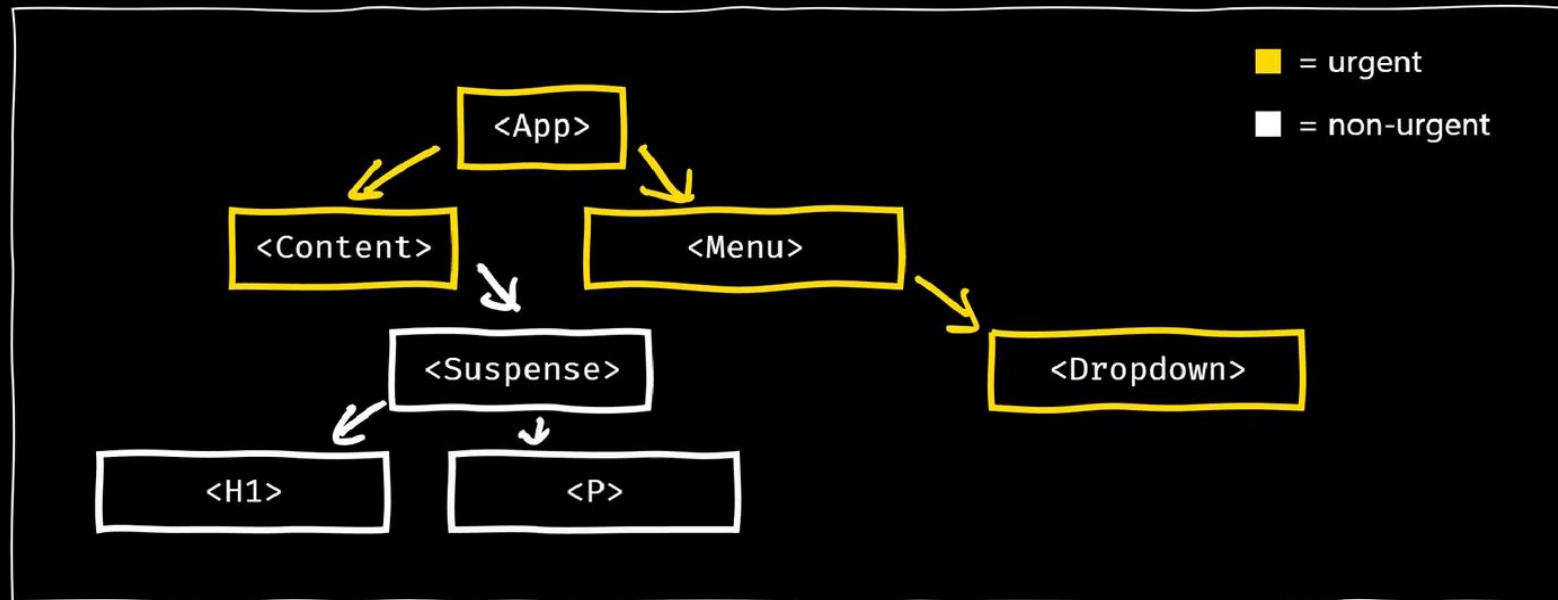 = urgent
= non-urgent
<App>
<Content>
<Menu>
<Suspense>
<Dropdown>
<H1>
<P>